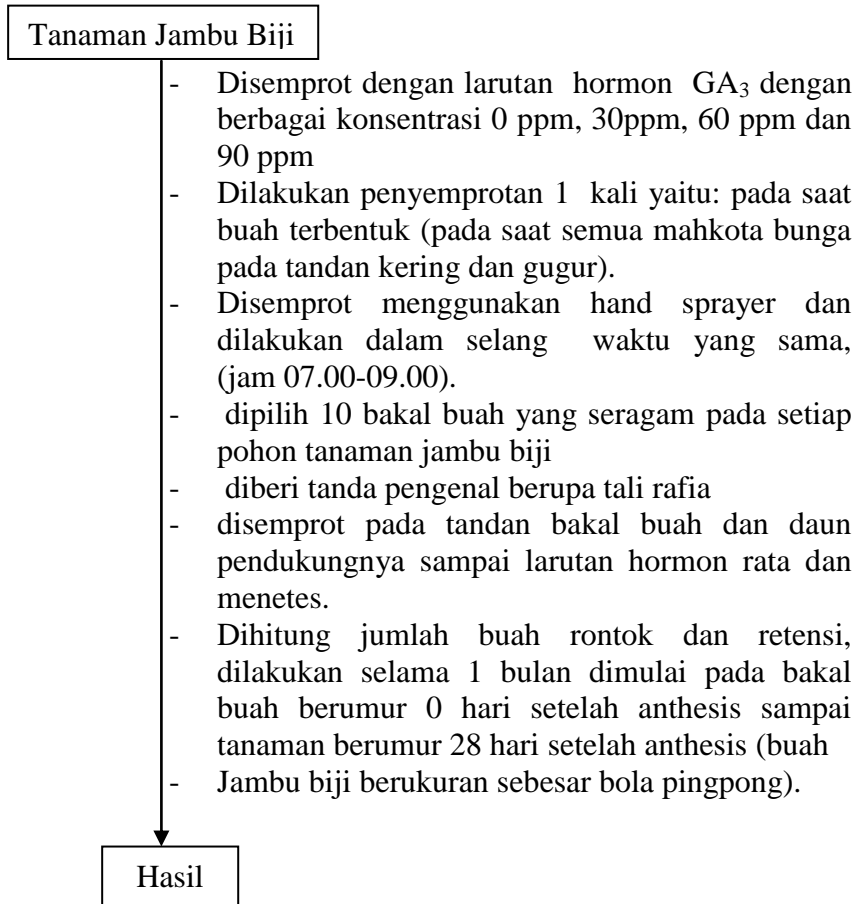 Tanaman Jambu Biji
- Disemprot dengan larutan hormon GA₃ dengan
berbagai konsentrasi 0 ppm, 30ppm, 60 ppm dan
90 ppm
- Dilakukan penyemprotan 1 kali yaitu: pada saat
buah terbentuk (pada saat semua mahkota bunga
pada tandan kering dan gugur).
- Disemprot menggunakan hand sprayer dan
dilakukan dalam selang waktu yang sama,
(jam 07.00-09.00).
- dipilih 10 bakal buah yang seragam pada setiap
pohon tanaman jambu biji
- diberi tanda pengenal berupa tali rafia
- disemprot pada tandan bakal buah dan daun
pendukungnya sampai larutan hormon rata dan
menetes.
- Dihitung jumlah buah rontok dan retensi,
dilakukan selama 1 bulan dimulai pada bakal
buah berumur 0 hari setelah anthesis sampai
tanaman berumur 28 hari setelah anthesis (buah
- Jambu biji berukuran sebesar bola pingpong).
Hasil